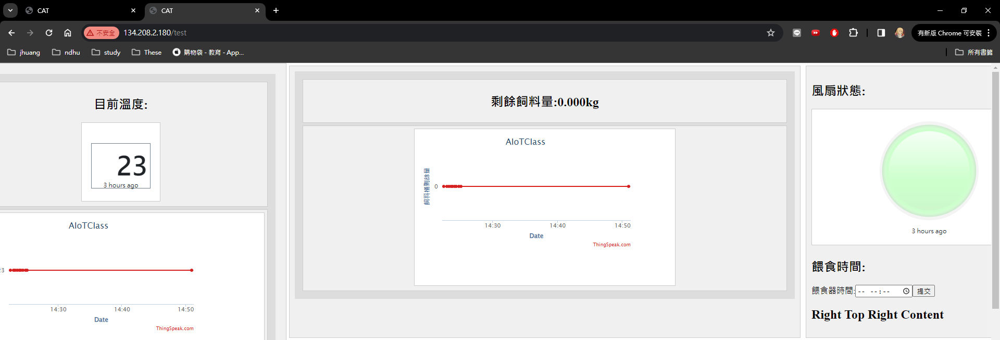 CAT
CAT
不安全 134.208.2.180/test
有新版 Chrome 可安裝
jhuang
ndhu
study
These
購物袋 - 教育 - App...
所有書籤
目前溫度:
23
3 hours ago
AIoTClass
23
14:30
14:40
14:50
Date
ThingSpeak.com
剩餘飼料量:0.000kg
AIoTClass
飼料桶剩餘量
0
14:30
14:40
14:50
Date
ThingSpeak.com
風扇狀態:
3 hours ago
餵食時間:
餵食器時間: -- --:-- 提交
Right Top Right Content